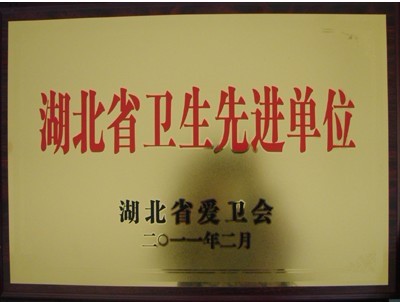 湖北省卫生先进单位
湖北省爱卫会
二〇一一年二月